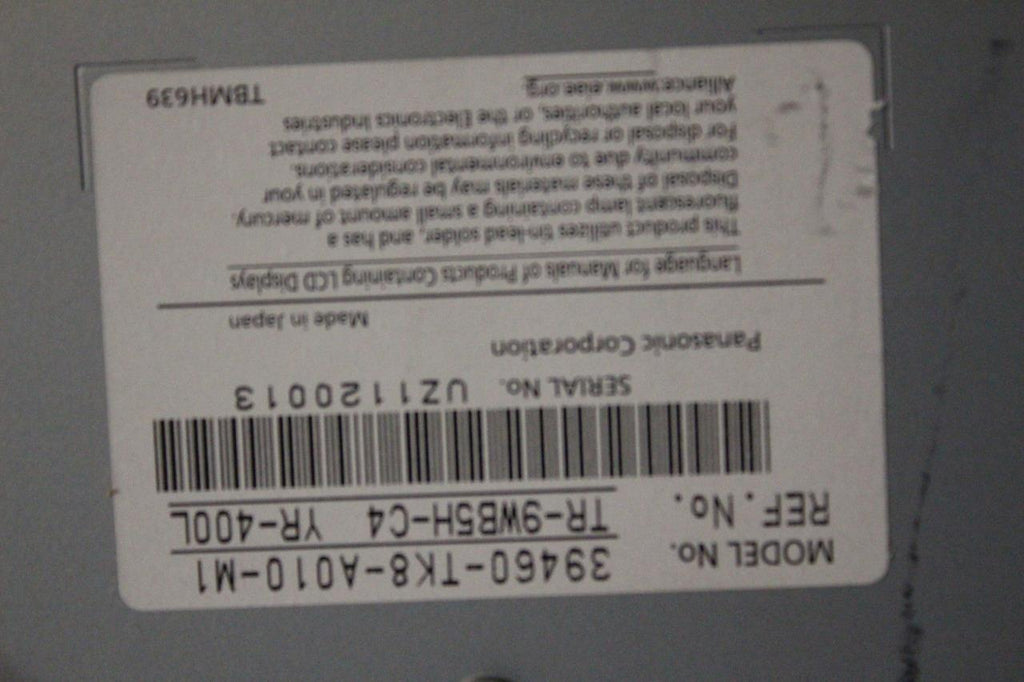 MODEL No. 39460-TK8-A010-M1
REF. No. TR-9WB5H-C4 YR-400L
SERIAL No. UZ1120013
Panasonic Corporation
Made in Japan
Language for Manuals of Products Containing LCD Displays
This product utilizes tin-lead solder, and has a
fluorescent lamp containing a small amount of mercury.
Disposal of these materials may be regulated in your
community due to environmental considerations.
For disposal or recycling information please contact
your local authorities, or the Electronics Industries
Alliance:www.eiae.org.
TBMH639